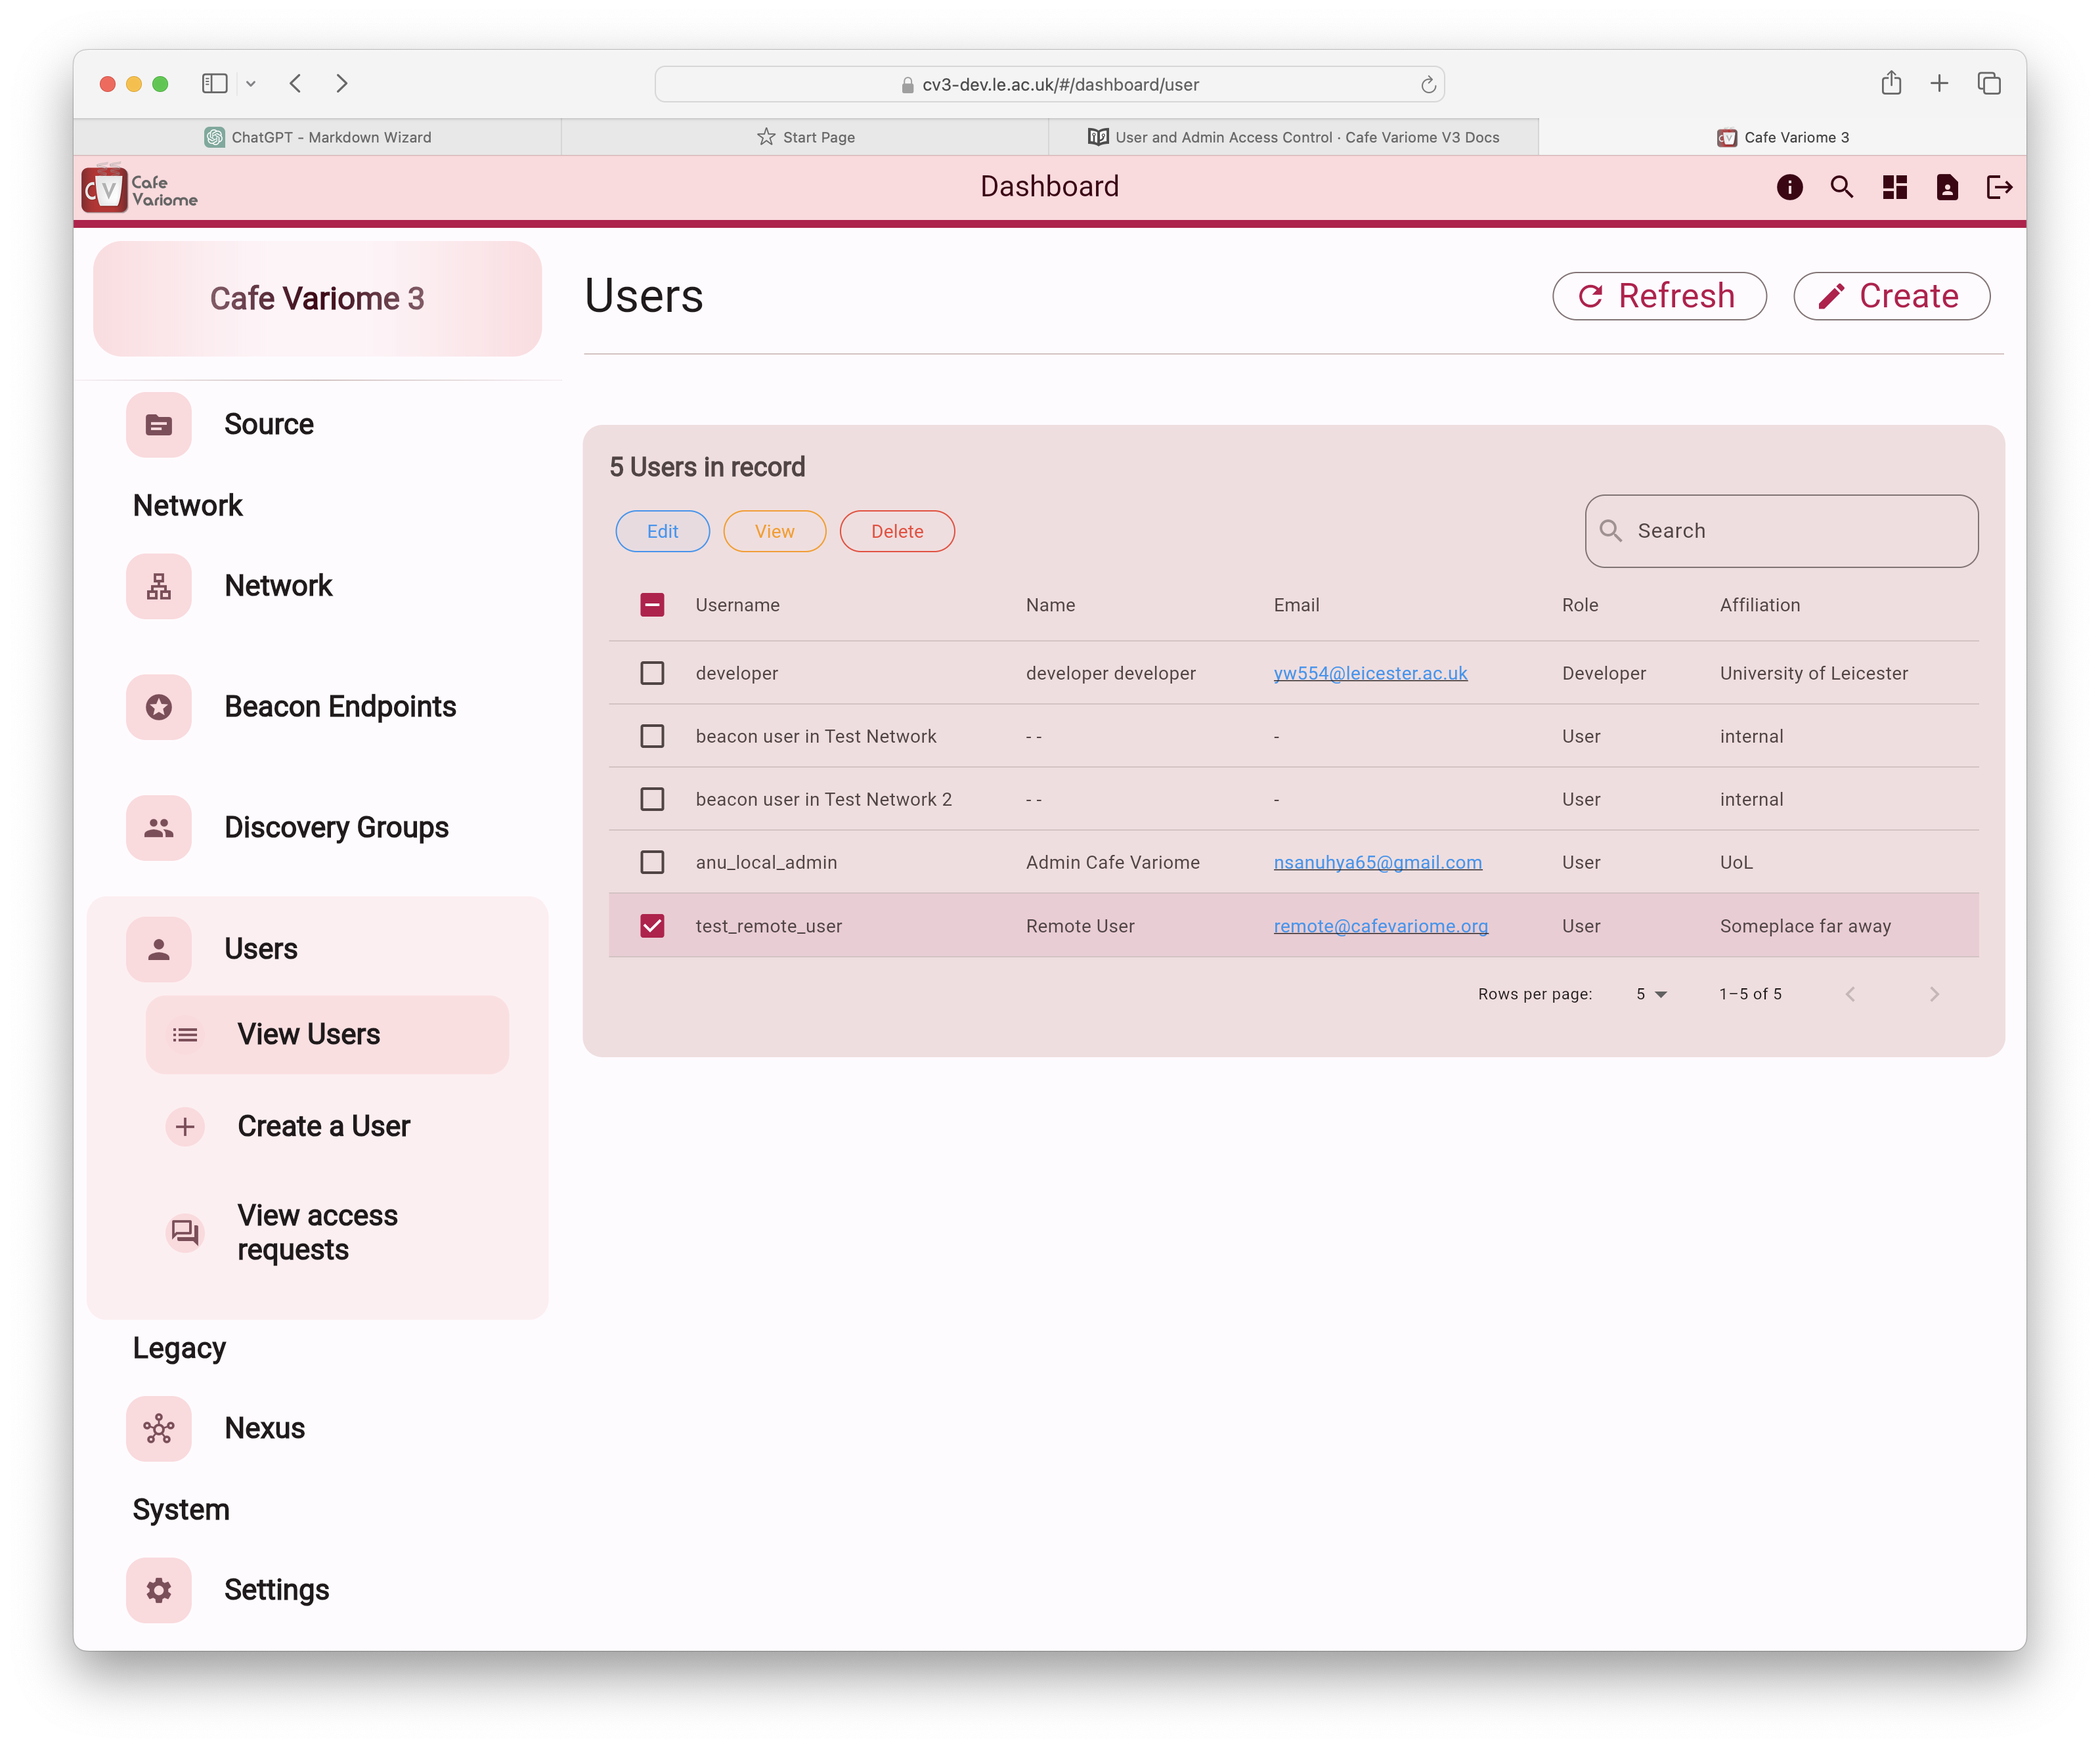 cv3-dev.le.ac.uk/#/dashboard/user
ChatGPT - Markdown Wizard
Start Page
User and Admin Access Control · Cafe Variome V3 Docs
Cafe Variome 3
CV Cafe
Variome
Dashboard
Cafe Variome 3
Source
Network
Network
Beacon Endpoints
Discovery Groups
Users
View Users
Create a User
View access
requests
Legacy
Nexus
System
Settings
Users
Refresh
Create
5 Users in record
Edit View Delete
Search
Username Name Email Role Affiliation
developer developer developer yw554@leicester.ac.uk Developer University of Leicester
beacon user in Test Network - - - User internal
beacon user in Test Network 2 - - - User internal
anu_local_admin Admin Cafe Variome nsanuhya65@gmail.com User UoL
test_remote_user Remote User remote@cafevariome.org User Someplace far away
Rows per page: 5 1–5 of 5